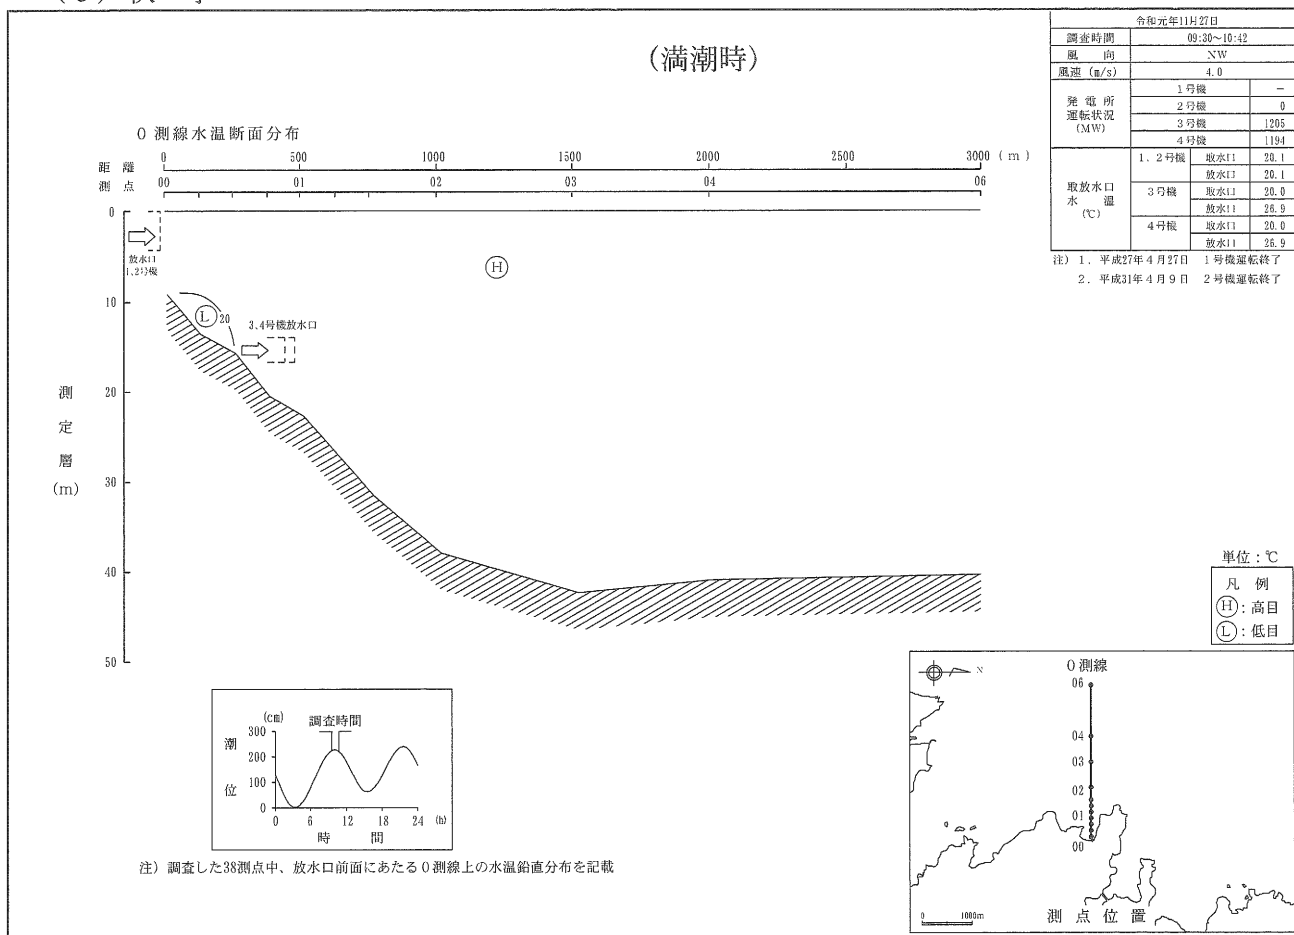 (満潮時)
令和元年11月27日
調査時間 09:30～10:42
風 向 NW
風速 (m/s) 4.0
発電所運転状況(MW)
1号機 －
2号機 0
3号機 1205
4号機 1194
取放水口水温(℃)
1．2号機 取水口 20.1
放水口 20.1
3号機 取水口 20.0
放水口 26.9
4号機 取水口 20.0
放水口 26.9
注) 1．平成27年4月27日 1号機運転終了
2．平成31年4月9日 2号機運転終了
0測線水温断面分布
距離 0 500 1000 1500 2000 2500 3000 (m)
測点 00 01 02 03 04 06
0
10
20
30
40
50
測定層(m)
放水口
1,2号機
H
L 20
3.4号機放水口
単位：℃
凡 例
H：高目
L：低目
(cm)
調査時間
潮位
300
200
100
0
0 6 12 18 24 (h)
時 間
注) 調査した38測点中、放水口前面にあたる0測線上の水温鉛直分布を記載
N
0測線
06
04
03
02
01
00
0 1000m
測点位置